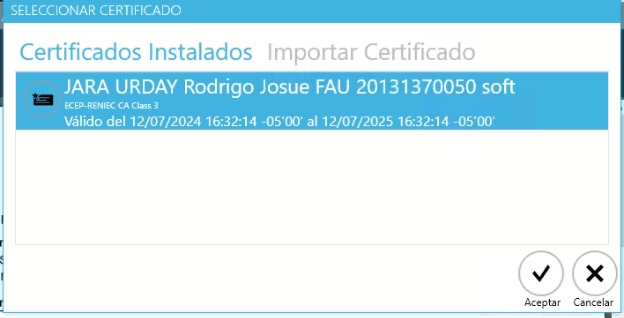 SELECCIONAR CERTIFICADO
Certificados Instalados Importar Certificado
JARA URDAY Rodrigo Josue FAU 20131370050 soft
ECEP-RENIEC CA Class 3
Válido del 12/07/2024 16:32:14 -05'00' al 12/07/2025 16:32:14 -05'00'
Aceptar Cancelar